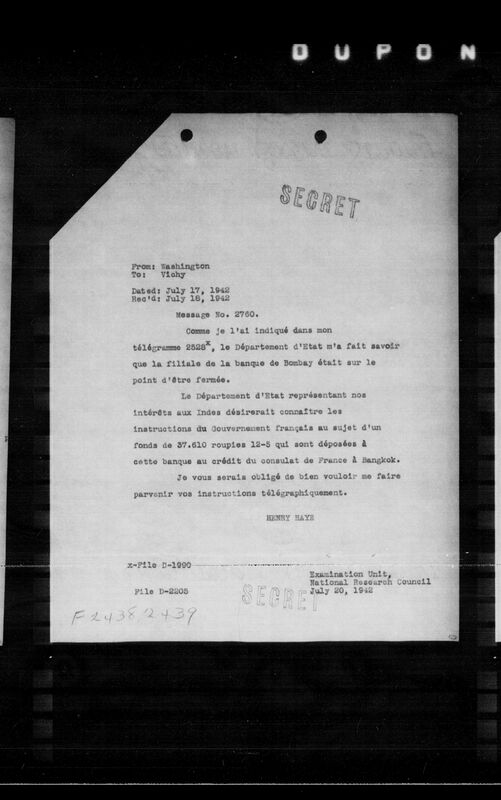 DUPON
SECRET
From: Washington
To: Vichy
Dated: July 17, 1942
Rec'd: July 18, 1942
Message No. 2760.
Comme je l'ai indiqué dans mon
télégramme 2528x, le Département d'Etat m'a fait savoir
que la filiale de la banque de Bombay était sur le
point d'être fermée.
Le Département d'Etat représentant nos
intérêts aux Indes désirerait connaître les
instructions du Gouvernement français au sujet d'un
fonds de 37.610 roupies 12-5 qui sont déposées à
cette banque au crédit du consulat de France à Bangkok.
Je vous serais obligé de bien vouloir me faire
parvenir vos instructions télégraphiquement.
HENRY HAYE
x-File D-1990
Examination Unit,
National Research Council
File D-2205
July 20, 1942
SECRET
F2438/2439